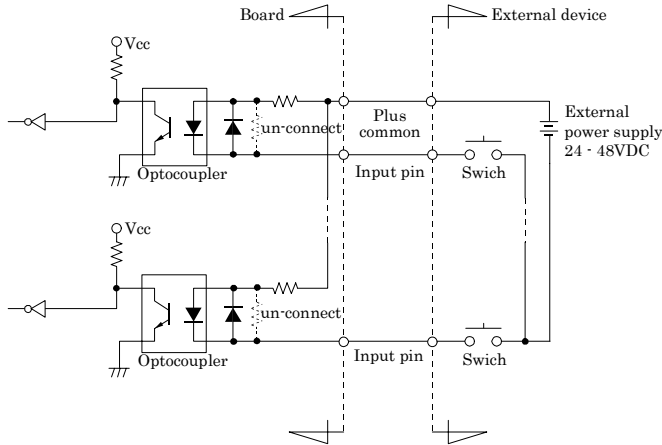 Board
External device
Vcc
un-connect
Plus
common
External
power supply
24 - 48VDC
Optocoupler
Input pin
Swich
Vcc
un-connect
Optocoupler
Input pin
Swich